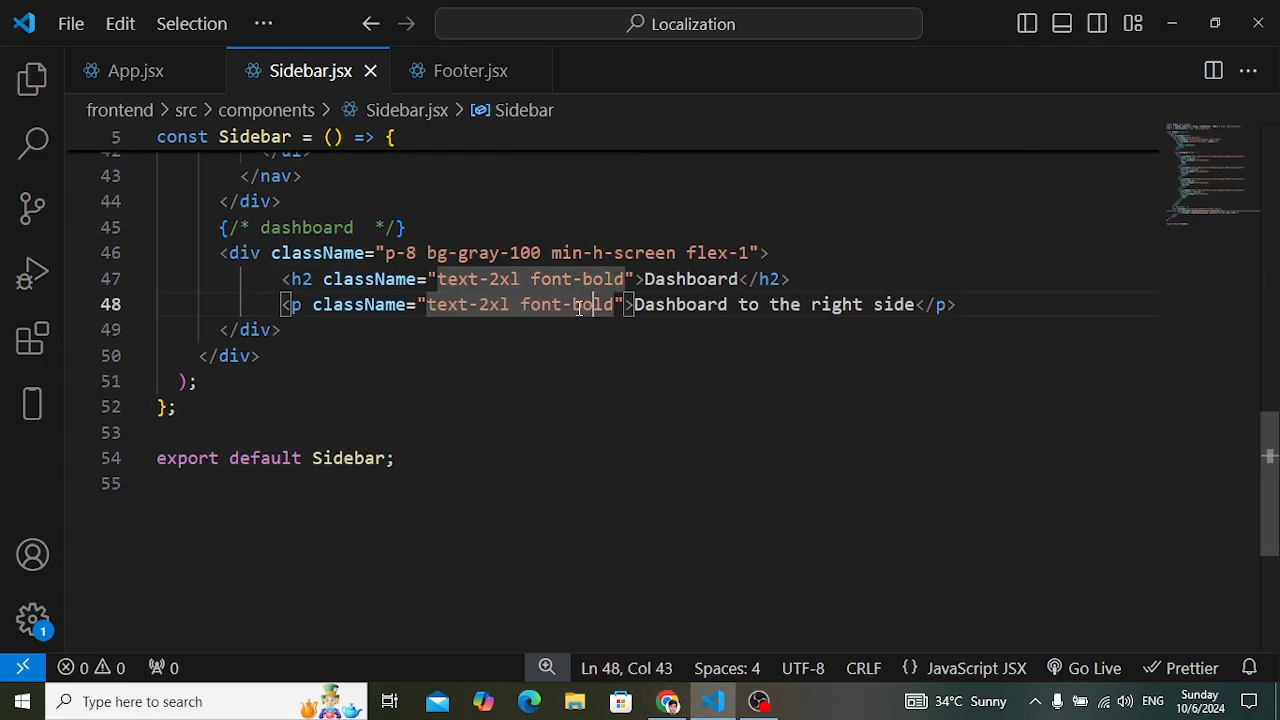 File Edit Selection ··· Localization
App.jsx Sidebar.jsx Footer.jsx ···
frontend > src > components > Sidebar.jsx > Sidebar
5 const Sidebar = () => {
43 </nav>
44 </div>
45 {/* dashboard */}
46 <div className="p-8 bg-gray-100 min-h-screen flex-1">
47 <h2 className="text-2xl font-bold">Dashboard</h2>
48 <p className="text-2xl font-bold">Dashboard to the right side</p>
49 </div>
50 </div>
51 );
52 };
53
54 export default Sidebar;
55
1
0 0 0 Ln 48, Col 43 Spaces: 4 UTF-8 CRLF {} JavaScript JSX Go Live Prettier
Type here to search 34°C Sunny ENG Sunday
10/6/2024